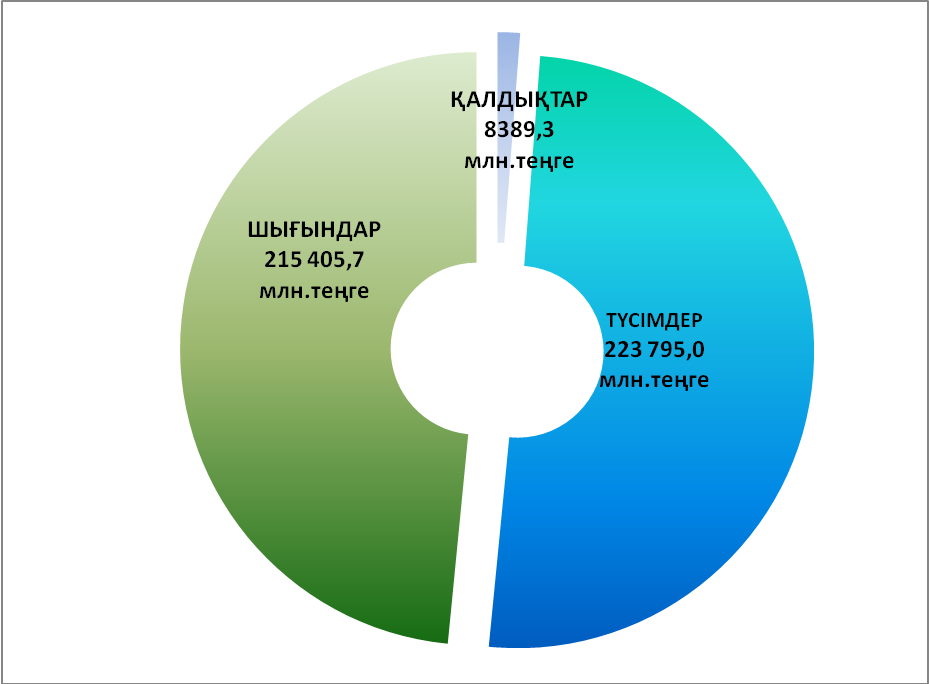 ҚАЛДЫҚТАР
8389,3
млн.теңге
ШЫҒЫНДАР
215 405,7
млн.теңге
ТҮСІМДЕР
223 795,0
млн.теңге